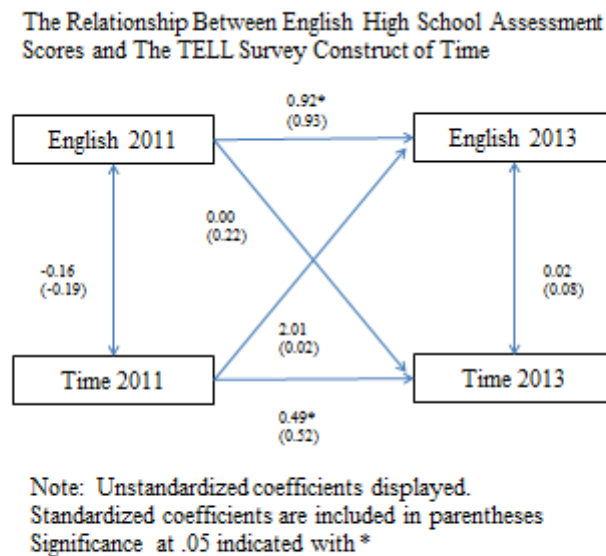 The Relationship Between English High School Assessment
Scores and The TELL Survey Construct of Time
0.92*
(0.93)
English 2011
English 2013
0.00
(0.22)
-0.16
(-0.19)
0.02
(0.08)
2.01
(0.02)
Time 2011
Time 2013
0.49*
(0.52)
Note: Unstandardized coefficients displayed.
Standardized coefficients are included in parentheses
Significance at .05 indicated with *